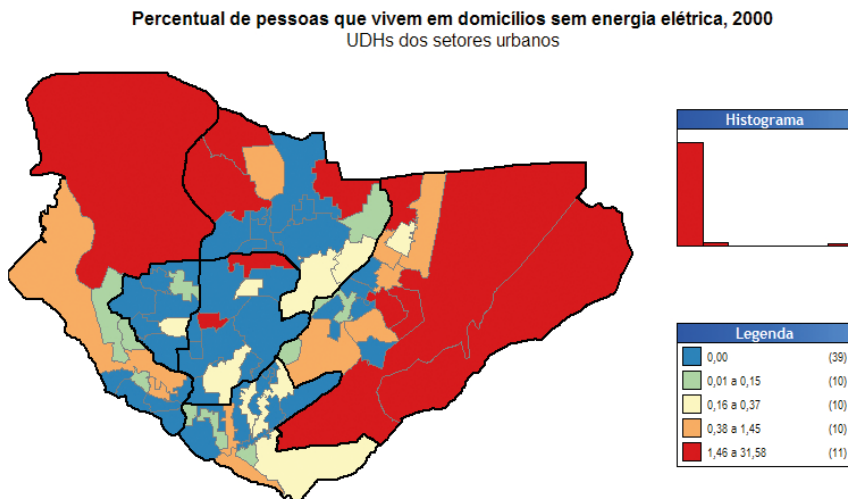 Percentual de pessoas que vivem em domicílios sem energia elétrica, 2000
UDHs dos setores urbanos
Histograma
Legenda
0,00 (39)
0,01 a 0,15 (10)
0,16 a 0,37 (10)
0,38 a 1,45 (10)
1,46 a 31,58 (11)